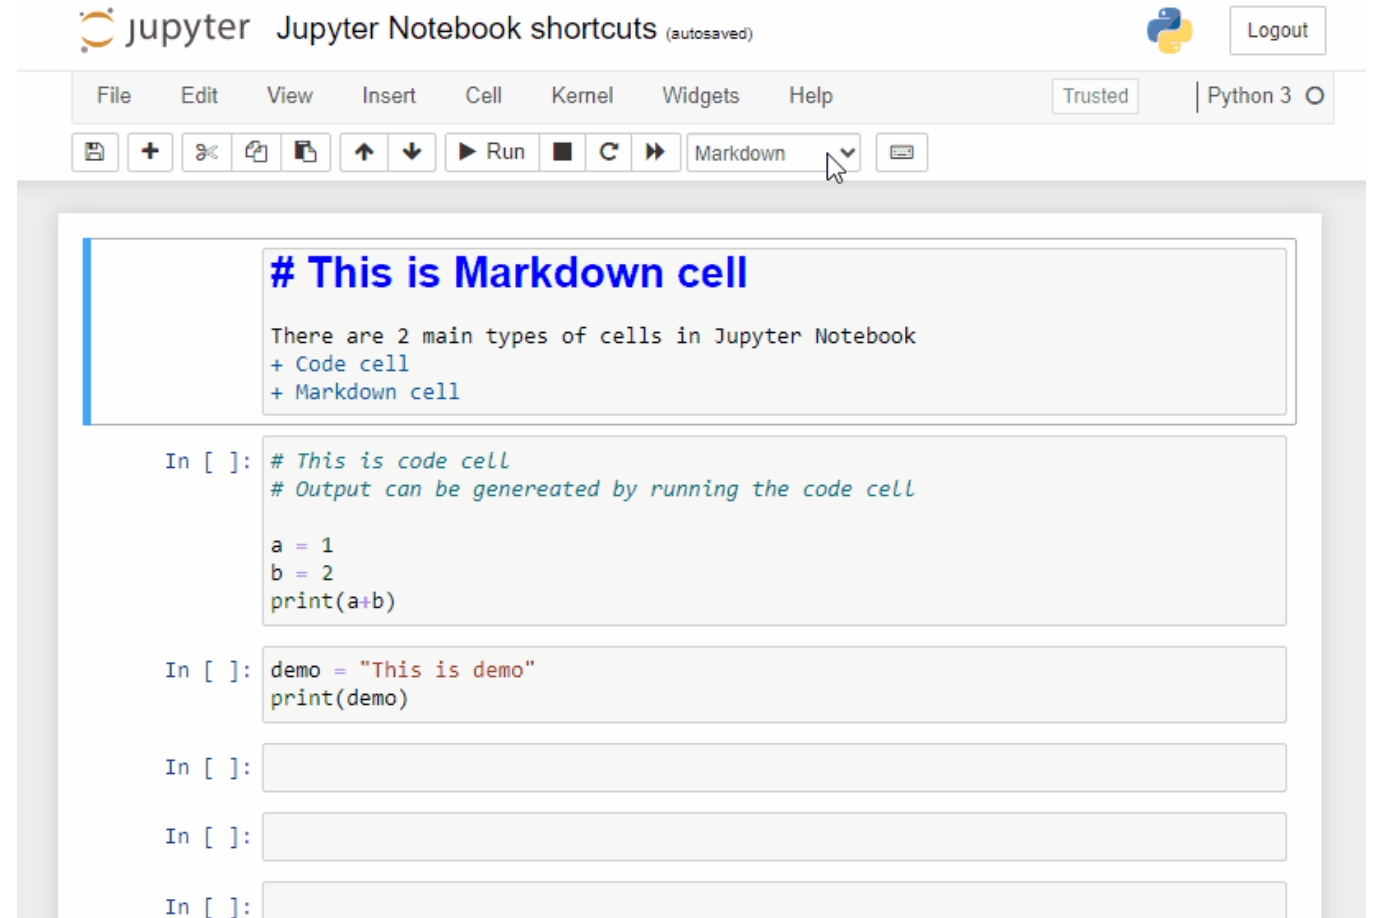 jupyter Jupyter Notebook shortcuts (autosaved) Logout
File Edit View Insert Cell Kernel Widgets Help Trusted Python 3
Run Markdown
# This is Markdown cell
There are 2 main types of cells in Jupyter Notebook
+ Code cell
+ Markdown cell
In [ ]: # This is code cell
# Output can be genereated by running the code cell
a = 1
b = 2
print(a+b)
In [ ]: demo = "This is demo"
print(demo)
In [ ]:
In [ ]:
In [ ]: